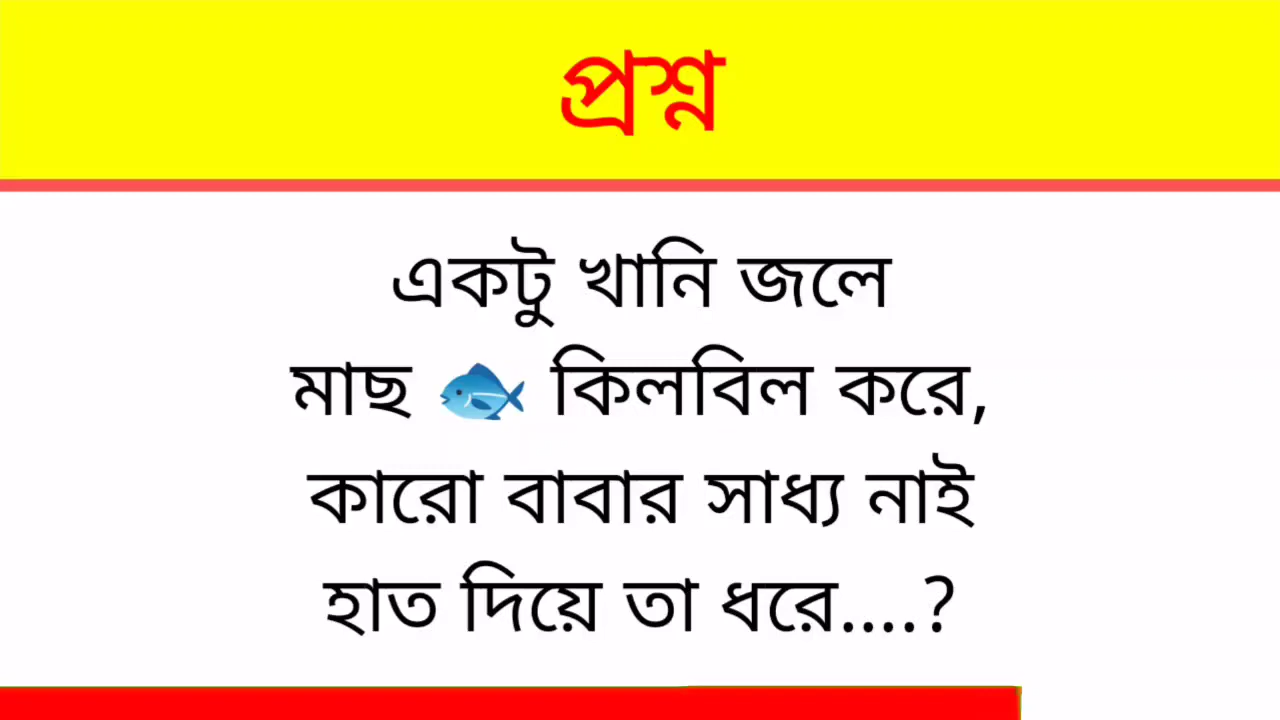 প্রশ্ন
একটু খানি জলে
মাছ 🐟 কিলবিল করে,
কারো বাবার সাধ্য নাই
হাত দিয়ে তা ধরে....?